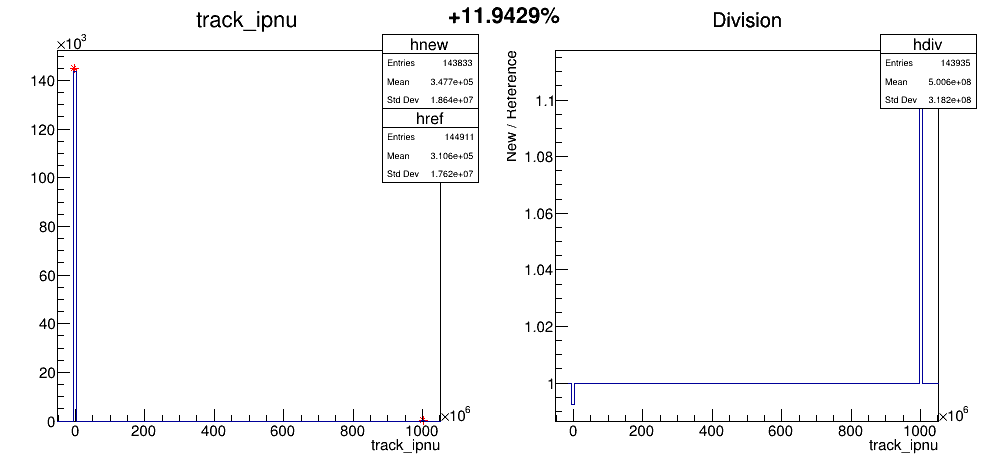 +11.9429%
track_ipnu
×10³
hnew
Entries 143833
Mean 3.477e+05
Std Dev 1.864e+07
href
Entries 144911
Mean 3.106e+05
Std Dev 1.762e+07
140
120
100
80
60
40
20
0
0 200 400 600 800 1000
×10⁶
track_ipnu
Division
hdiv
Entries 143935
Mean 5.006e+08
Std Dev 3.182e+08
New / Reference
1.1
1.08
1.06
1.04
1.02
1
0 200 400 600 800 1000
×10⁶
track_ipnu